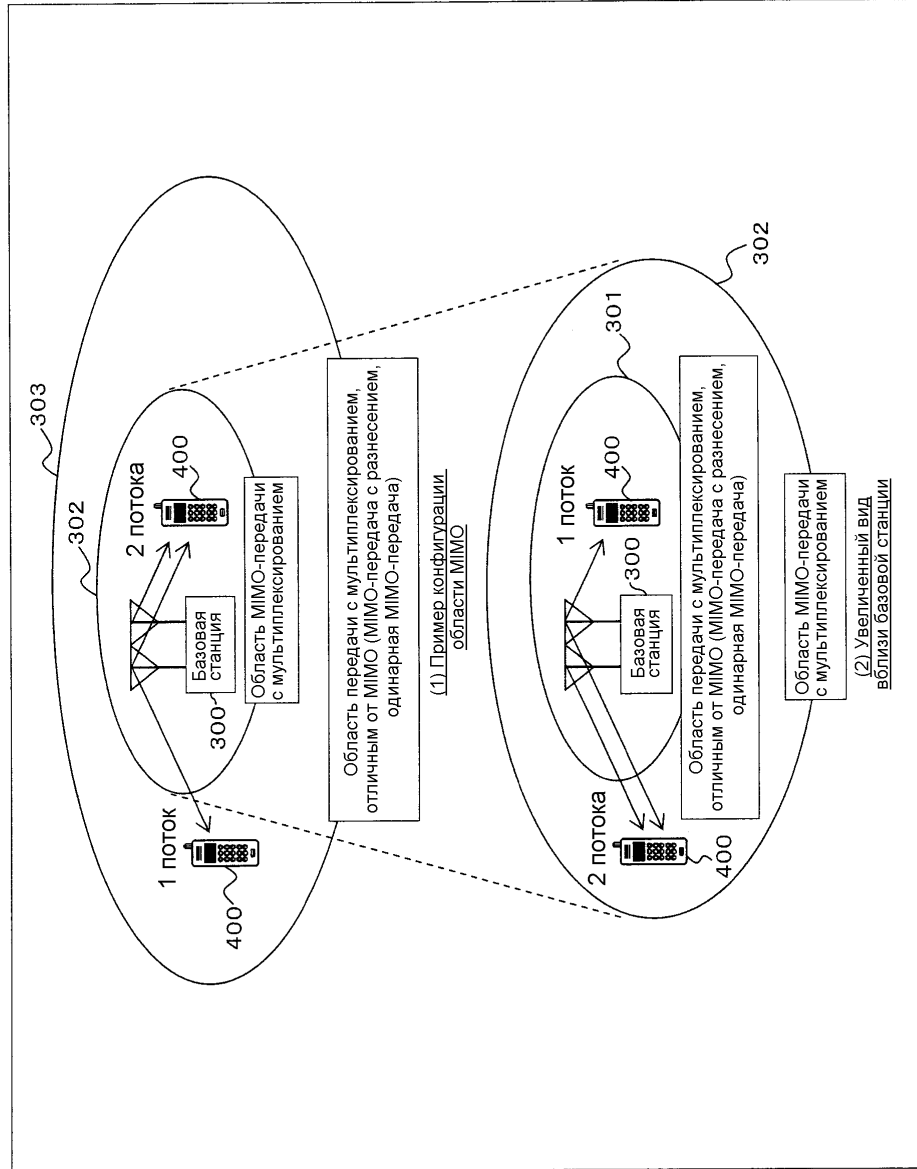 303
302
2 потока
400
Базовая
станция
300
1 поток
400
Область MIMO-передачи
с мультиплексированием
Область передачи с мультиплексированием,
отличным от MIMO (MIMO-передача с разнесением,
одинарная MIMO-передача)
(1) Пример конфигурации
области MIMO
302
301
1 поток
400
300
Базовая
станция
2 потока
400
Область передачи с мультиплексированием,
отличным от MIMO (MIMO-передача с разнесением,
одинарная MIMO-передача)
Область MIMO-передачи
с мультиплексированием
(2) Увеличенный вид
вблизи базовой станции